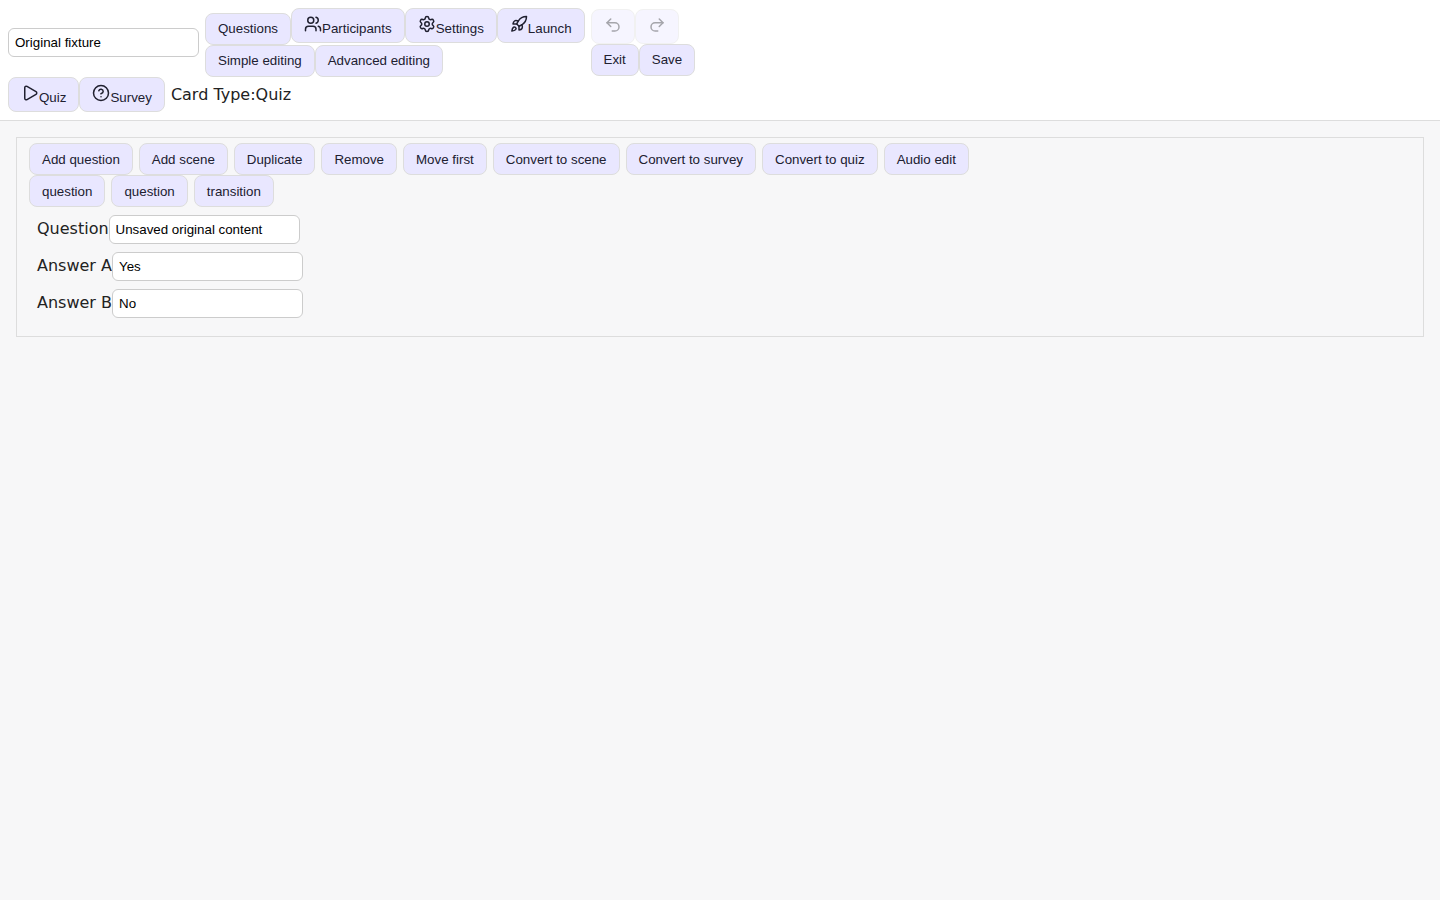 Original fixture
Questions Participants Settings Launch
Simple editing Advanced editing
Exit Save
Quiz Survey Card Type:Quiz
Add question Add scene Duplicate Remove Move first Convert to scene Convert to survey Convert to quiz Audio edit
question question transition
Question Unsaved original content
Answer A Yes
Answer B No